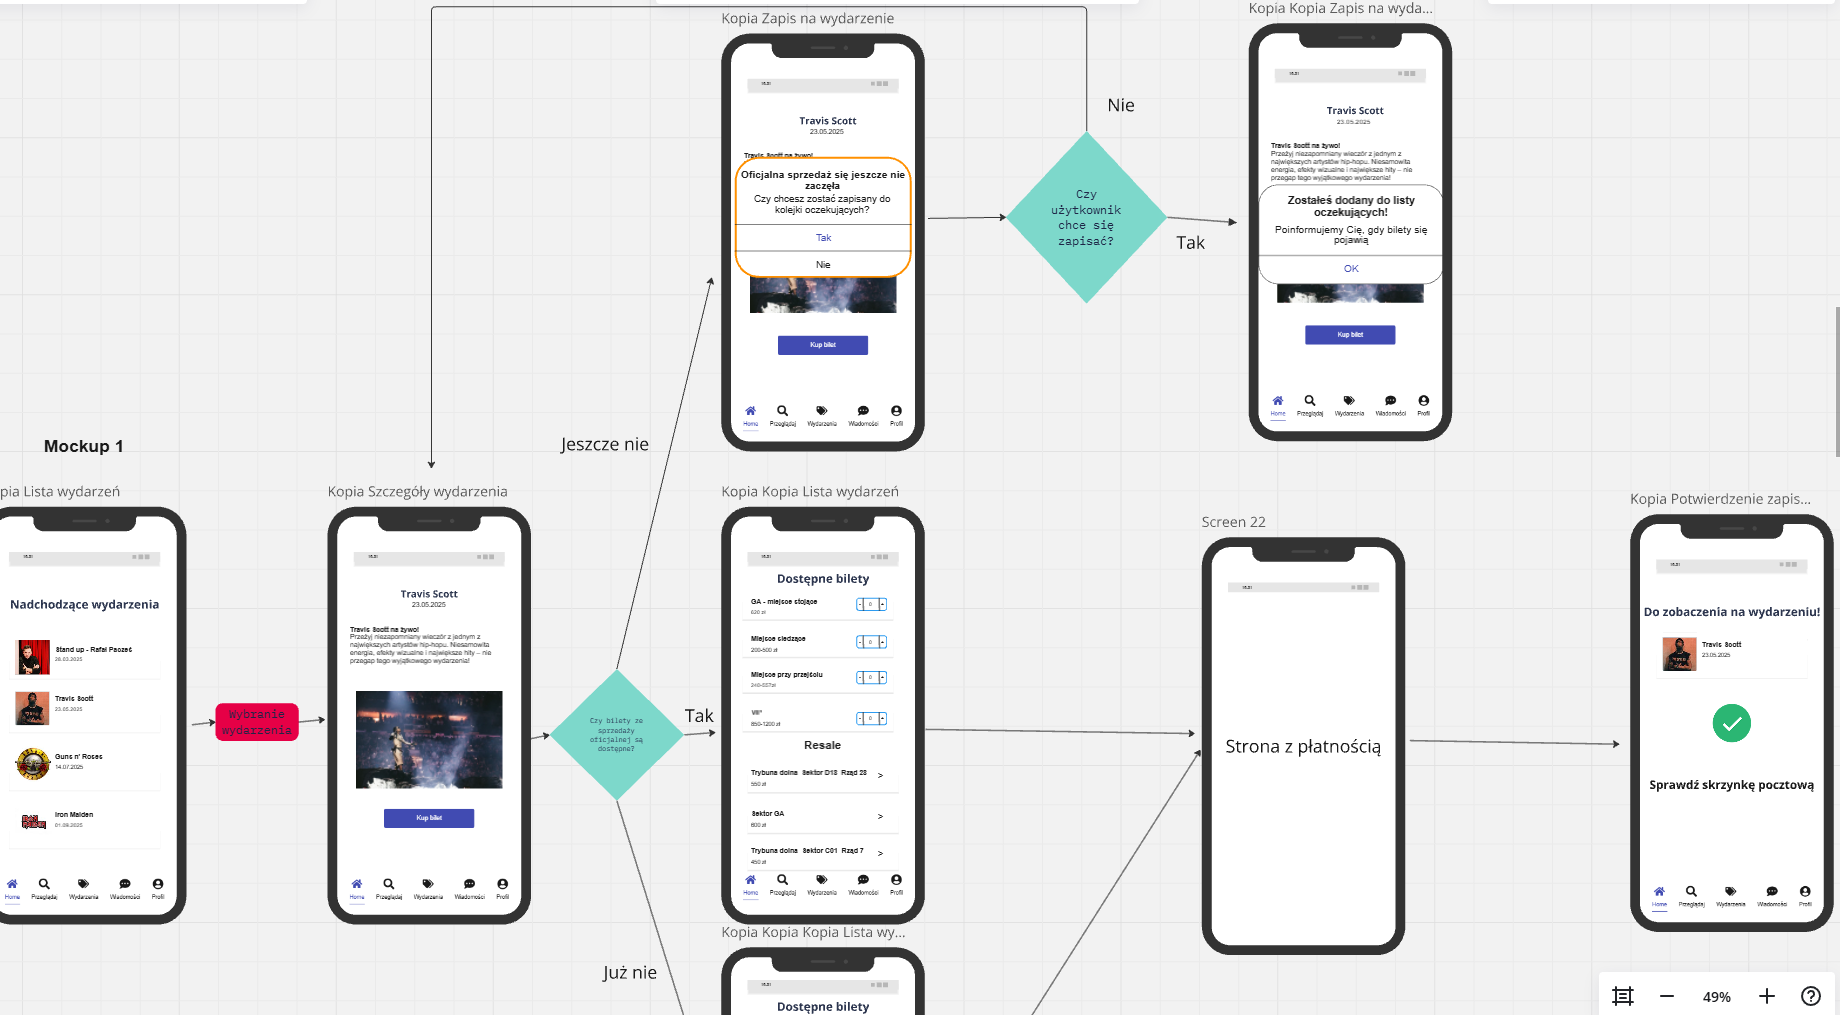 Kopia Zapis na wydarzenie
Travis Scott
23.05.2025
Travis Scott na żywo!
Oficjalna sprzedaż się jeszcze nie
zaczęła
Czy chcesz zostać zapisany do
kolejki oczekujących?
Tak
Nie
Kup bilet
Home
Przeglądaj
Wydarzenia
Wiadomości
Profil
Nie
Czy
użytkownik
chce się
zapisać?
Tak
Kopia Kopia Zapis na wyda...
Travis Scott
23.05.2025
Travis Scott na żywo!
Przeżyj niezapomniany wieczór z jednym z
największych artystów hip-hopu. Niesamowita
energia, efekty wizualne i największe hity – nie
przegap tego wyjątkowego wydarzenia!
Zostałeś dodany do listy
oczekujących!
Poinformujemy Cię, gdy bilety się
pojawią
OK
Kup bilet
Home
Przeglądaj
Wydarzenia
Wiadomości
Profil
Mockup 1
Jeszcze nie
pia Lista wydarzeń
Nadchodzące wydarzenia
Stand up - Rafał Pacześ
28.03.2025
Travis Scott
23.05.2025
Guns n' Roses
14.07.2025
Iron Maiden
01.08.2025
Home
Przeglądaj
Wydarzenia
Wiadomości
Profil
Wybranie
wydarzenia
Kopia Szczegóły wydarzenia
Travis Scott
23.05.2025
Travis Scott na żywo!
Przeżyj niezapomniany wieczór z jednym z
największych artystów hip-hopu. Niesamowita
energia, efekty wizualne i największe hity – nie
przegap tego wyjątkowego wydarzenia!
Kup bilet
Home
Przeglądaj
Wydarzenia
Wiadomości
Profil
Czy bilety ze
sprzedaży
oficjalnej są
dostępne?
Tak
Już nie
Kopia Kopia Lista wydarzeń
Dostępne bilety
GA - miejsce stojące
620 zł
- 0 +
Miejsce siedzące
200-600 zł
- 0 +
Miejsce przy przejściu
- 0 +
VIP
850-1200 zł
- 0 +
Resale
Trybuna dolna Sektor D13 Rząd 23
550 zł
>
Sektor GA
600 zł
>
Trybuna dolna Sektor C01 Rząd 7
450 zł
>
Home
Przeglądaj
Wydarzenia
Wiadomości
Profil
Kopia Kopia Kopia Lista wy...
Dostępne bilety
Screen 22
Strona z płatnością
Kopia Potwierdzenie zapis...
Do zobaczenia na wydarzeniu!
Travis Scott
23.05.2025
Sprawdź skrzynkę pocztową
Home
Przeglądaj
Wydarzenia
Wiadomości
Profil
49%